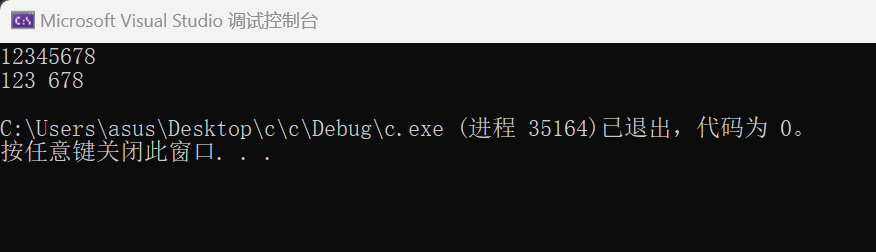 Microsoft Visual Studio 调试控制台
12345678
123 678
C:\Users\asus\Desktop\c\c\Debug\c.exe (进程 35164)已退出，代码为 0。
按任意键关闭此窗口. . .